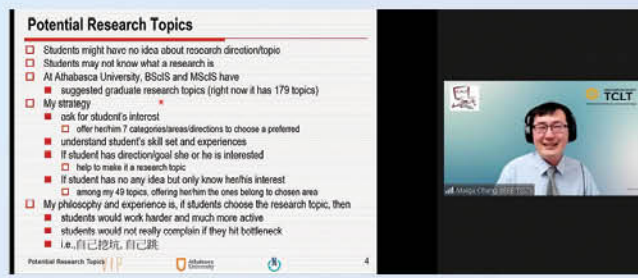 Potential Research Topics
Students might have no idea about research direction/topic
Students may not know what a research is
At Athabasca University, BScIS and MScIS have
suggested graduate research topics (right now it has 179 topics)
My strategy
ask for student's interest
offer her/him 7 categories/areas/directions to choose a preferred
understand student's skill set and experiences
If student has direction/goal she or he is interested
help to make it a research topic
If student has no any idea but only know her/his interest
among my 49 topics, offering her/him the ones belong to chosen area
My philosophy and experience is, if students choose the research topic, then
students would work harder and much more active
students would not really complain if they hit bottleneck
i.e.,自己挖坑, 自己跳
Potential Research Topics
VIP
Athabasca University
4
TCLT
Maiga Chang